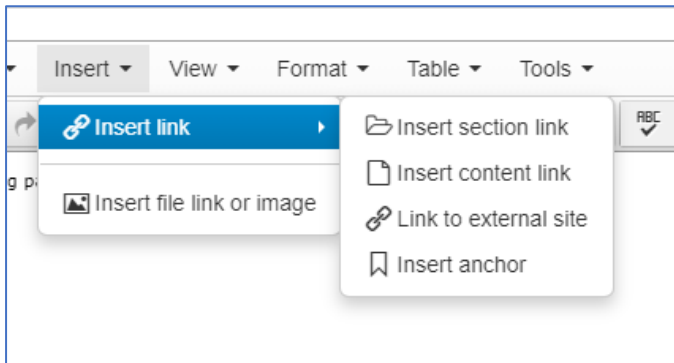 Insert View Format Table Tools
Insert link
Insert section link
ABC
Insert content link
g p
Insert file link or image
Link to external site
Insert anchor